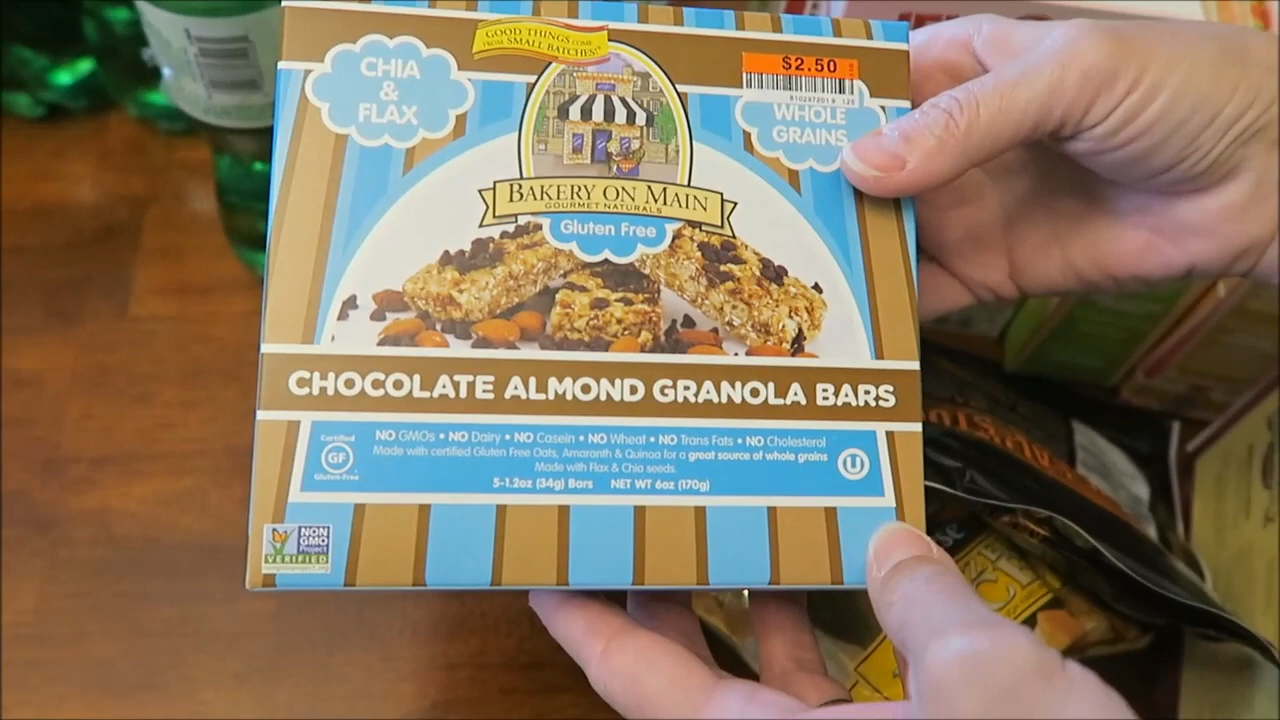 GOOD THINGS COME
FROM SMALL BATCHES!
CHIA
&
FLAX
$2.50
WHOLE
GRAINS
BAKERY ON MAIN
GOURMET NATURALS
Gluten Free
CHOCOLATE ALMOND GRANOLA BARS
NO GMOs • NO Dairy • NO Casein • NO Wheat • NO Trans Fats • NO Cholesterol
Made with certified Gluten Free Oats, Amaranth & Quinoa for a great source of whole grains
Made with Flax & Chia seeds.
5-1.2oz (34g) Bars NET WT 6oz (170g)
Certified
GF
Gluten-Free
U
NON
GMO
Project
VERIFIED
nongmoproject.org